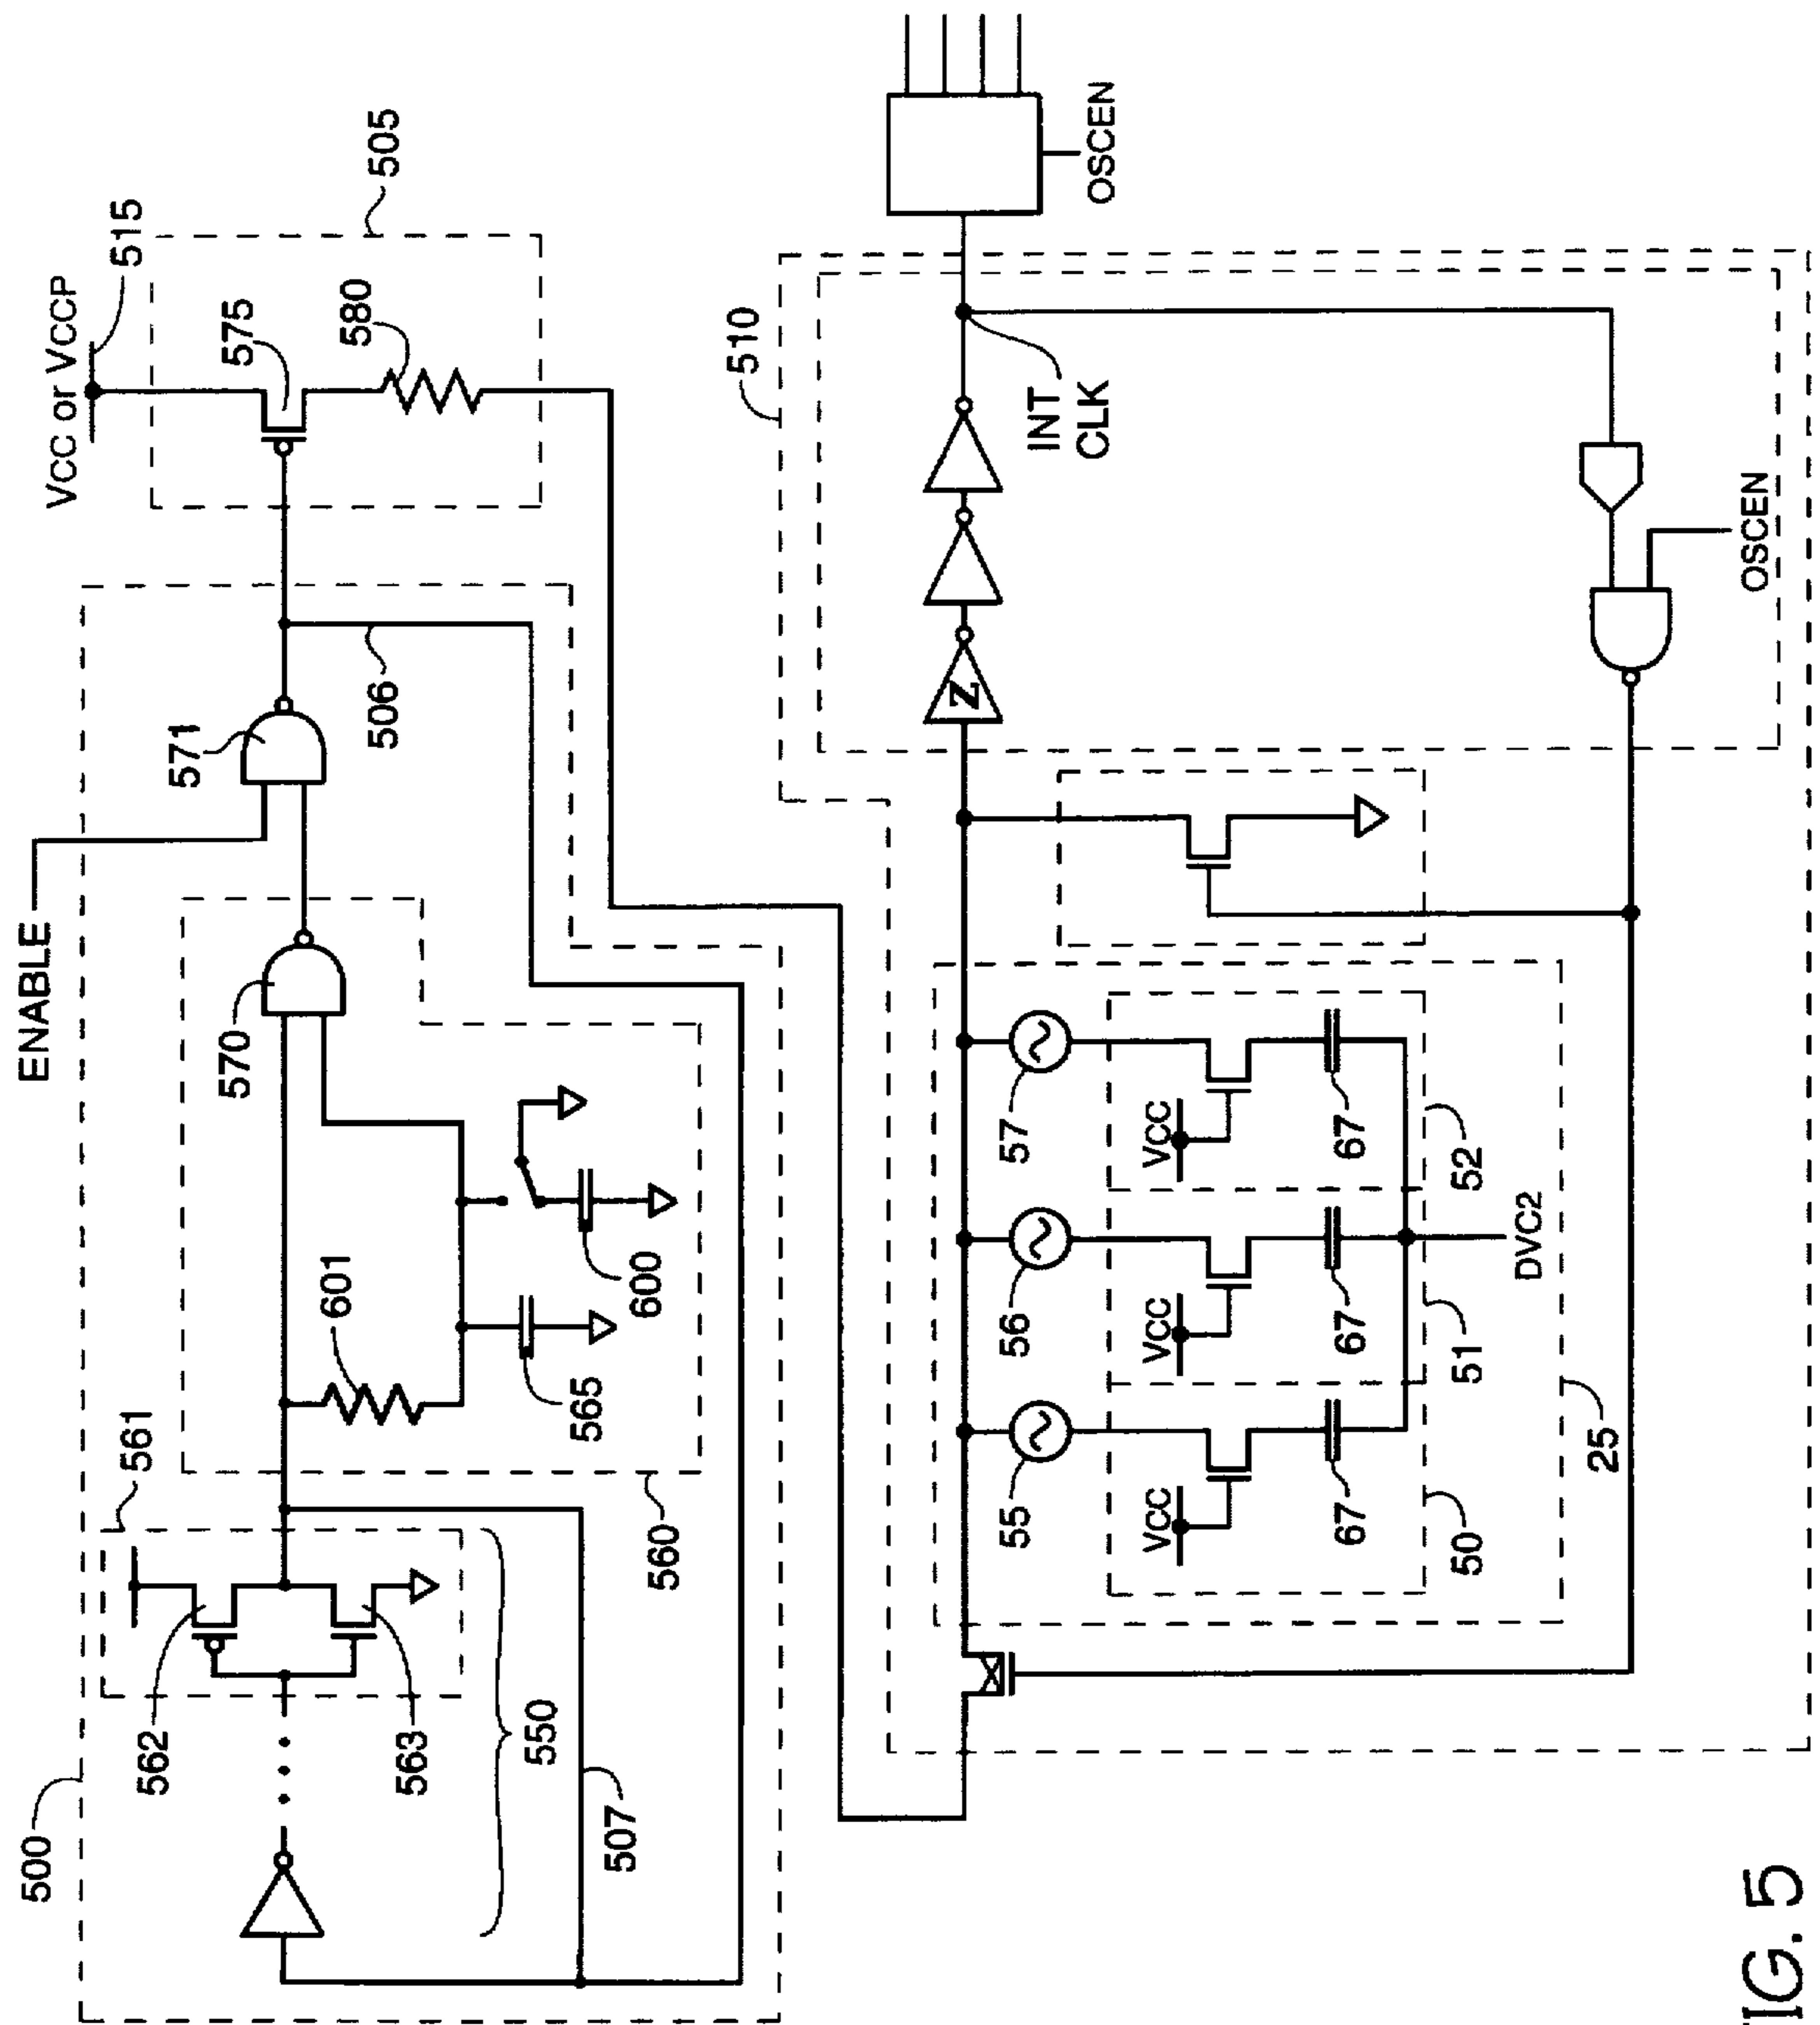 500
561
562
563
550
507
560
601
565
600
570
ENABLE
571
506
VCC or VCCP
515
575
580
505
510
INT
CLK
OSCEN
OSCEN
Z
55
56
57
VCC
VCC
VCC
67
67
67
50
51
52
DVC2
25
IG. 5